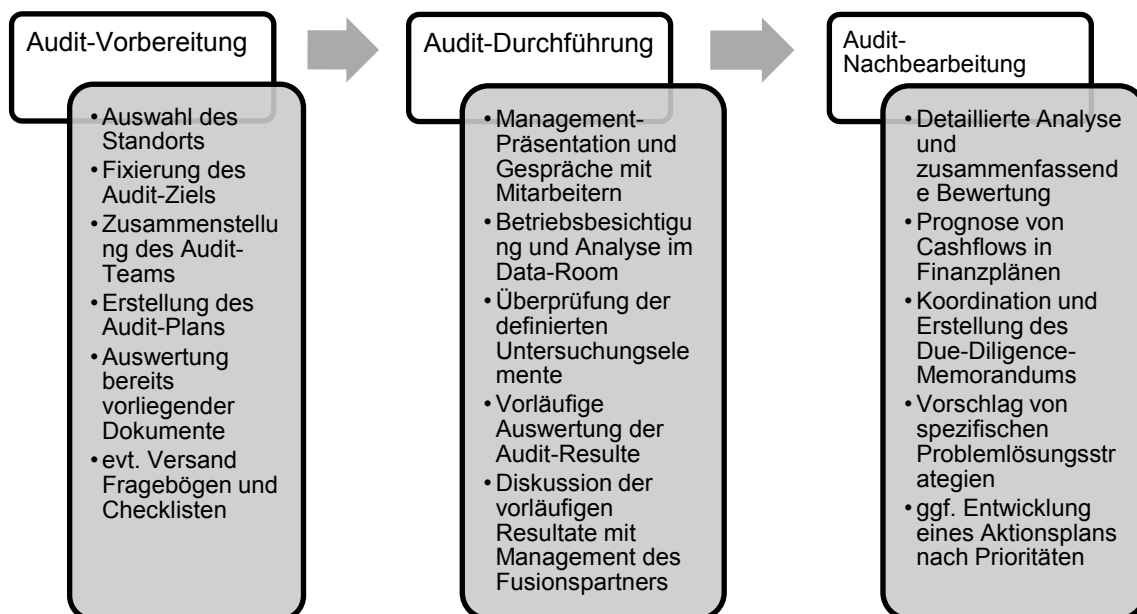 Audit-Vorbereitung
• Auswahl des
Standorts
• Fixierung des
Audit-Ziels
• Zusammenstellu
ng des Audit-
Teams
• Erstellung des
Audit-Plans
• Auswertung
bereits
vorliegender
Dokumente
• evt. Versand
Fragebögen und
Checklisten
Audit-Durchführung
• Management-
Präsentation und
Gespräche mit
Mitarbeitern
• Betriebsbesichtig
ung und Analyse im
Data-Room
• Überprüfung der
definierten
Untersuchungsele
mente
• Vorläufige
Auswertung der
Audit-Resulte
• Diskussion der
vorläufigen
Resultate mit
Management des
Fusionspartners
Audit-
Nachbearbeitung
• Detaillierte Analyse
und
zusammenfassend
e Bewertung
• Prognose von
Cashflows in
Finanzplänen
• Koordination und
Erstellung des
Due-Diligence-
Memorandums
• Vorschlag von
spezifischen
Problemlösungsstr
ategien
• ggf. Entwicklung
eines Aktionsplans
nach Prioritäten